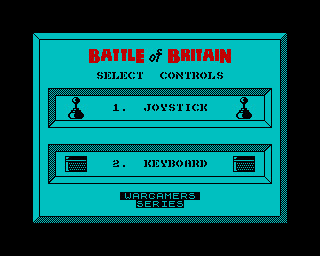 BATTLE of BRITAIN
SELECT CONTROLS
1. JOYSTICK
2. KEYBOARD
WARGAMERS
SERIES